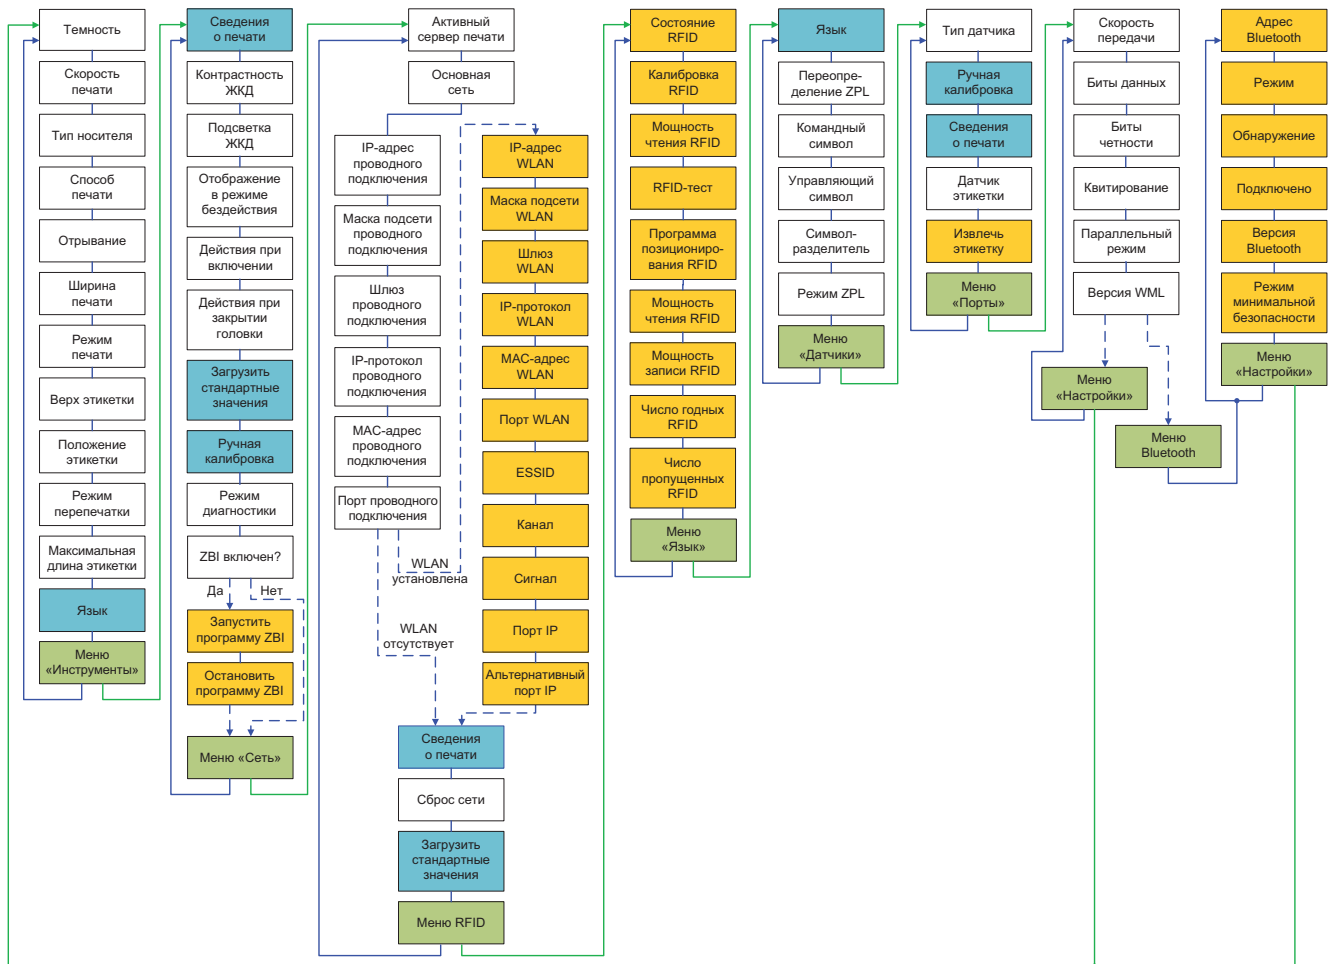 Темность
Скорость
печати
Тип носителя
Способ
печати
Отрывание
Ширина
печати
Режим
печати
Верх этикетки
Положение
этикетки
Режим
перепечатки
Максимальная
длина этикетки
Язык
Меню
«Инструменты»
Сведения
о печати
Контрастность
ЖКД
Подсветка
ЖКД
Отображение
в режиме
бездействия
Действия при
включении
Действия при
закрытии
головки
Загрузить
стандартные
значения
Ручная
калибровка
Режим
диагностики
ZBI включен?
Да
Нет
Запустить
программу ZBI
Остановить
программу ZBI
Меню «Сеть»
Активный
сервер печати
Основная
сеть
IP-адрес
проводного
подключения
Маска подсети
проводного
подключения
Шлюз
проводного
подключения
IP-протокол
проводного
подключения
MAC-адрес
проводного
подключения
Порт проводного
подключения
WLAN
установлена
WLAN
отсутствует
IP-адрес
WLAN
Маска подсети
WLAN
Шлюз
WLAN
IP-протокол
WLAN
MAC-адрес
WLAN
Порт WLAN
ESSID
Канал
Сигнал
Порт IP
Альтернативный
порт IP
Сведения
о печати
Сброс сети
Загрузить
стандартные
значения
Меню RFID
Состояние
RFID
Калибровка
RFID
Мощность
чтения RFID
RFID-тест
Программа
позициониро-
вания RFID
Мощность
чтения RFID
Мощность
записи RFID
Число годных
RFID
Число
пропущенных
RFID
Меню
«Язык»
Язык
Переопре-
деление ZPL
Командный
символ
Управляющий
символ
Символ-
разделитель
Режим ZPL
Меню
«Датчики»
Тип датчика
Ручная
калибровка
Сведения
о печати
Датчик
этикетки
Извлечь
этикетку
Меню
«Порты»
Скорость
передачи
Биты данных
Биты
четности
Квитирование
Параллельный
режим
Версия WML
Меню
«Настройки»
Меню
Bluetooth
Адрес
Bluetooth
Режим
Обнаружение
Подключено
Версия
Bluetooth
Режим
минимальной
безопасности
Меню
«Настройки»